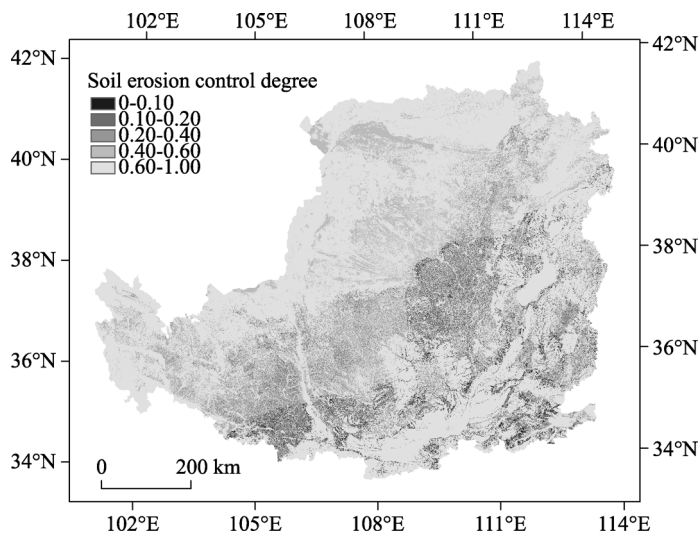 102°E 105°E 108°E 111°E 114°E
42°N 42°N
Soil erosion control degree
0-0.10
0.10-0.20
0.20-0.40
40°N 40°N
0.40-0.60
0.60-1.00
38°N 38°N
36°N 36°N
34°N 34°N
0 200 km
102°E 105°E 108°E 111°E 114°E